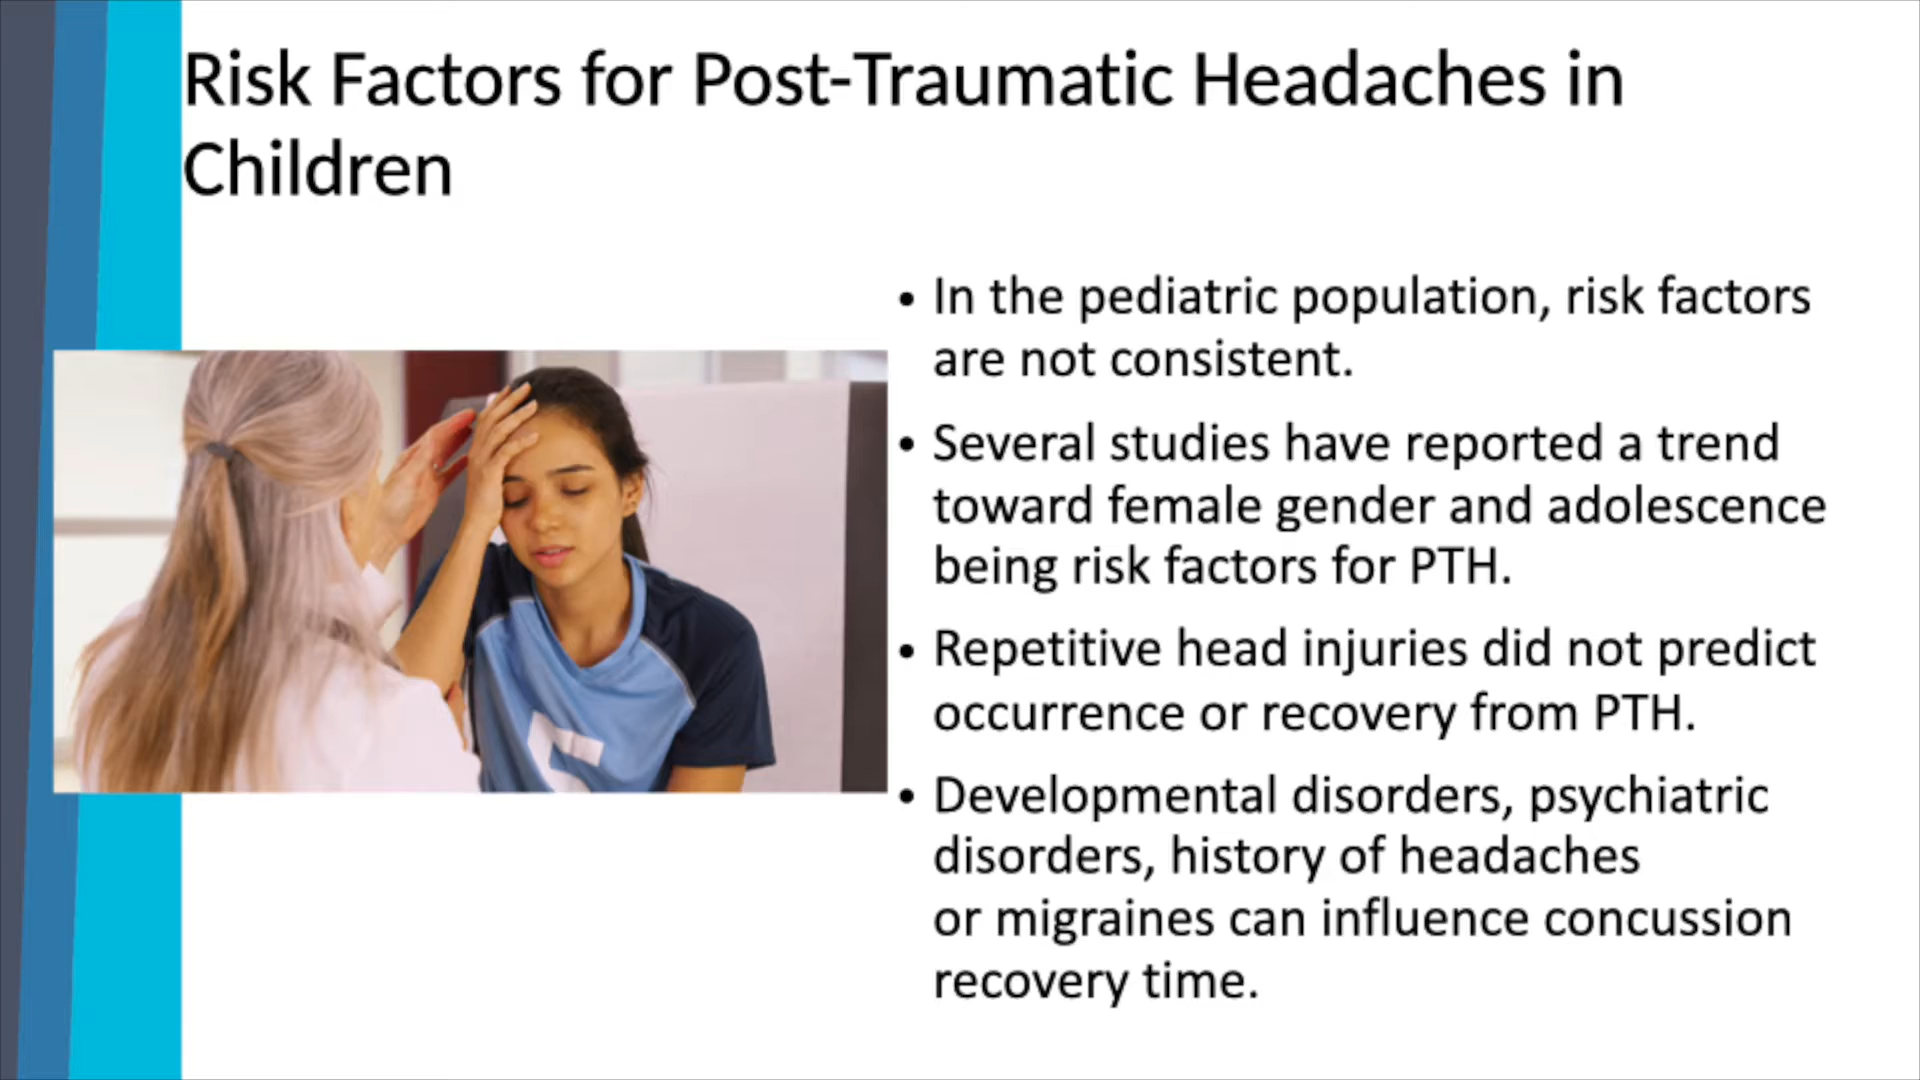 Risk Factors for Post-Traumatic Headaches in
Children
• In the pediatric population, risk factors
are not consistent.
• Several studies have reported a trend
toward female gender and adolescence
being risk factors for PTH.
• Repetitive head injuries did not predict
occurrence or recovery from PTH.
• Developmental disorders, psychiatric
disorders, history of headaches
or migraines can influence concussion
recovery time.